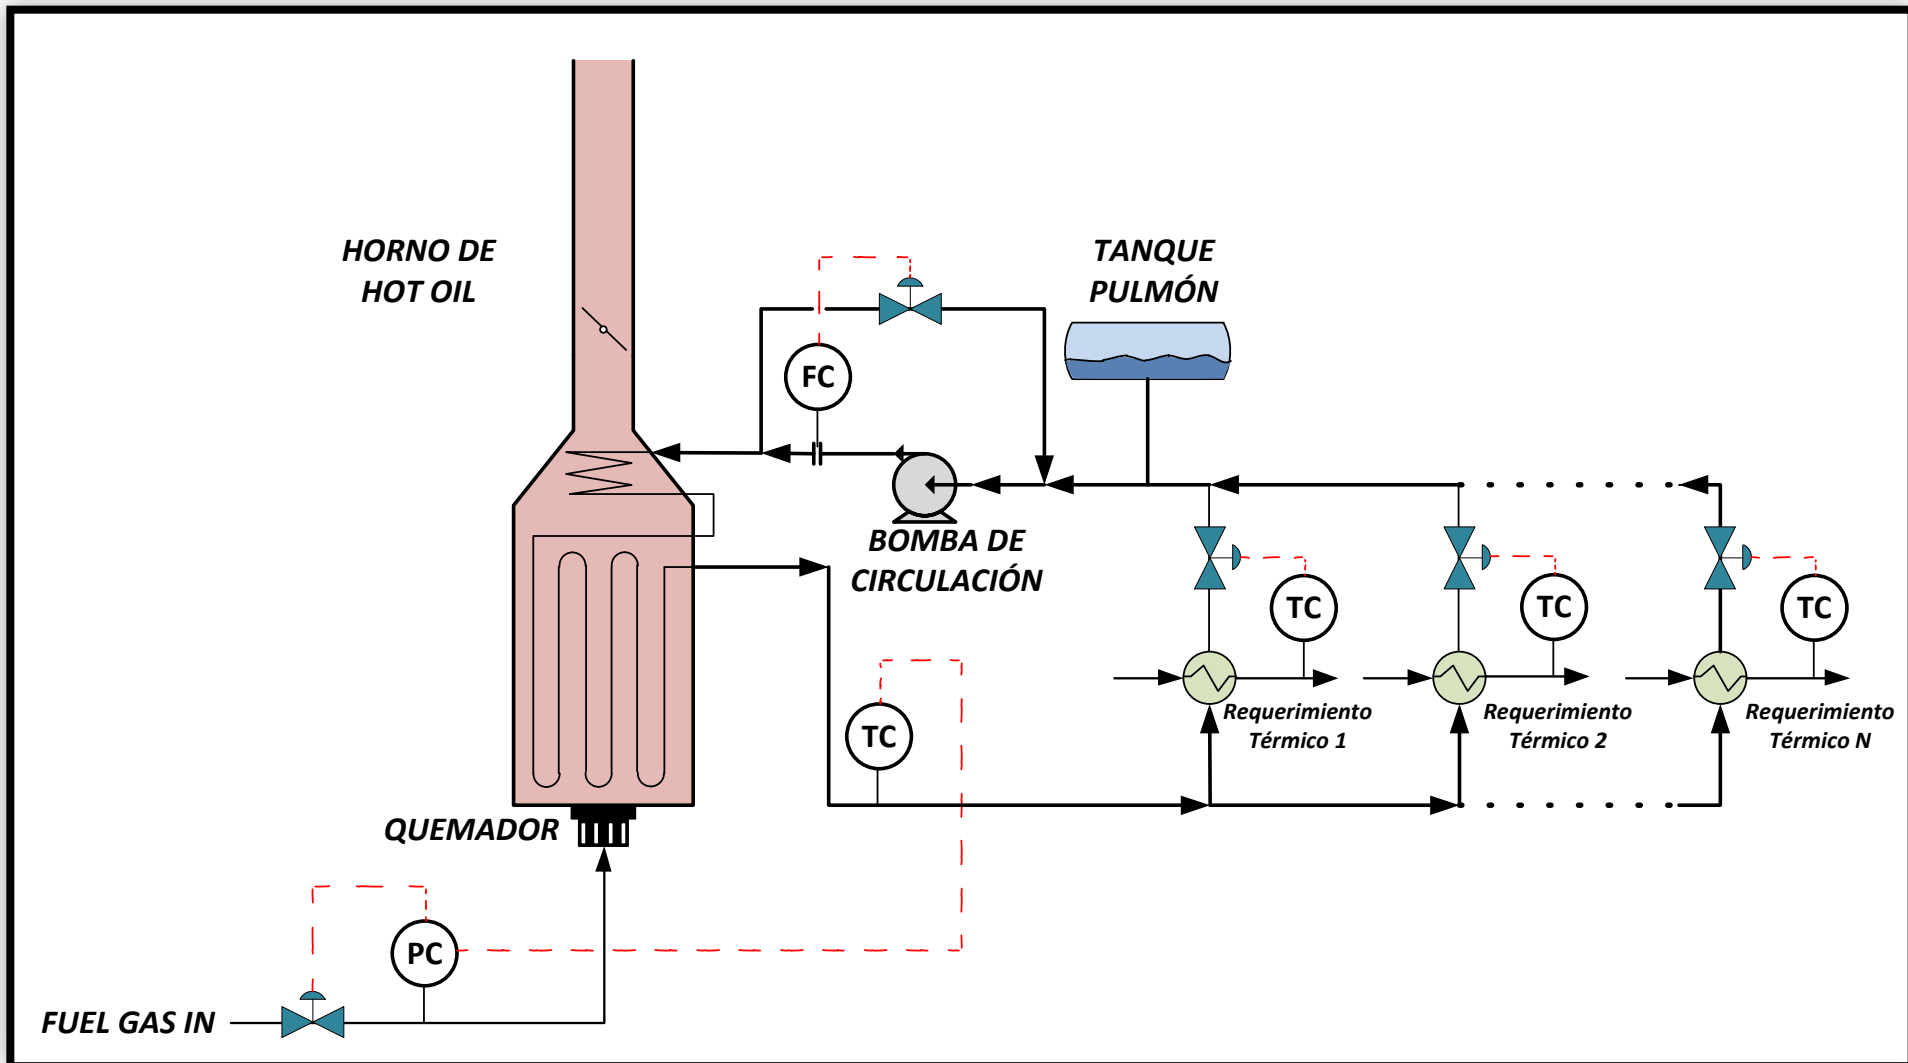 HORNO DE
HOT OIL
TANQUE
PULMÓN
FC
BOMBA DE
CIRCULACIÓN
TC
TC
TC
Requerimiento
Térmico 1
Requerimiento
Térmico 2
Requerimiento
Térmico N
TC
QUEMADOR
PC
FUEL GAS IN